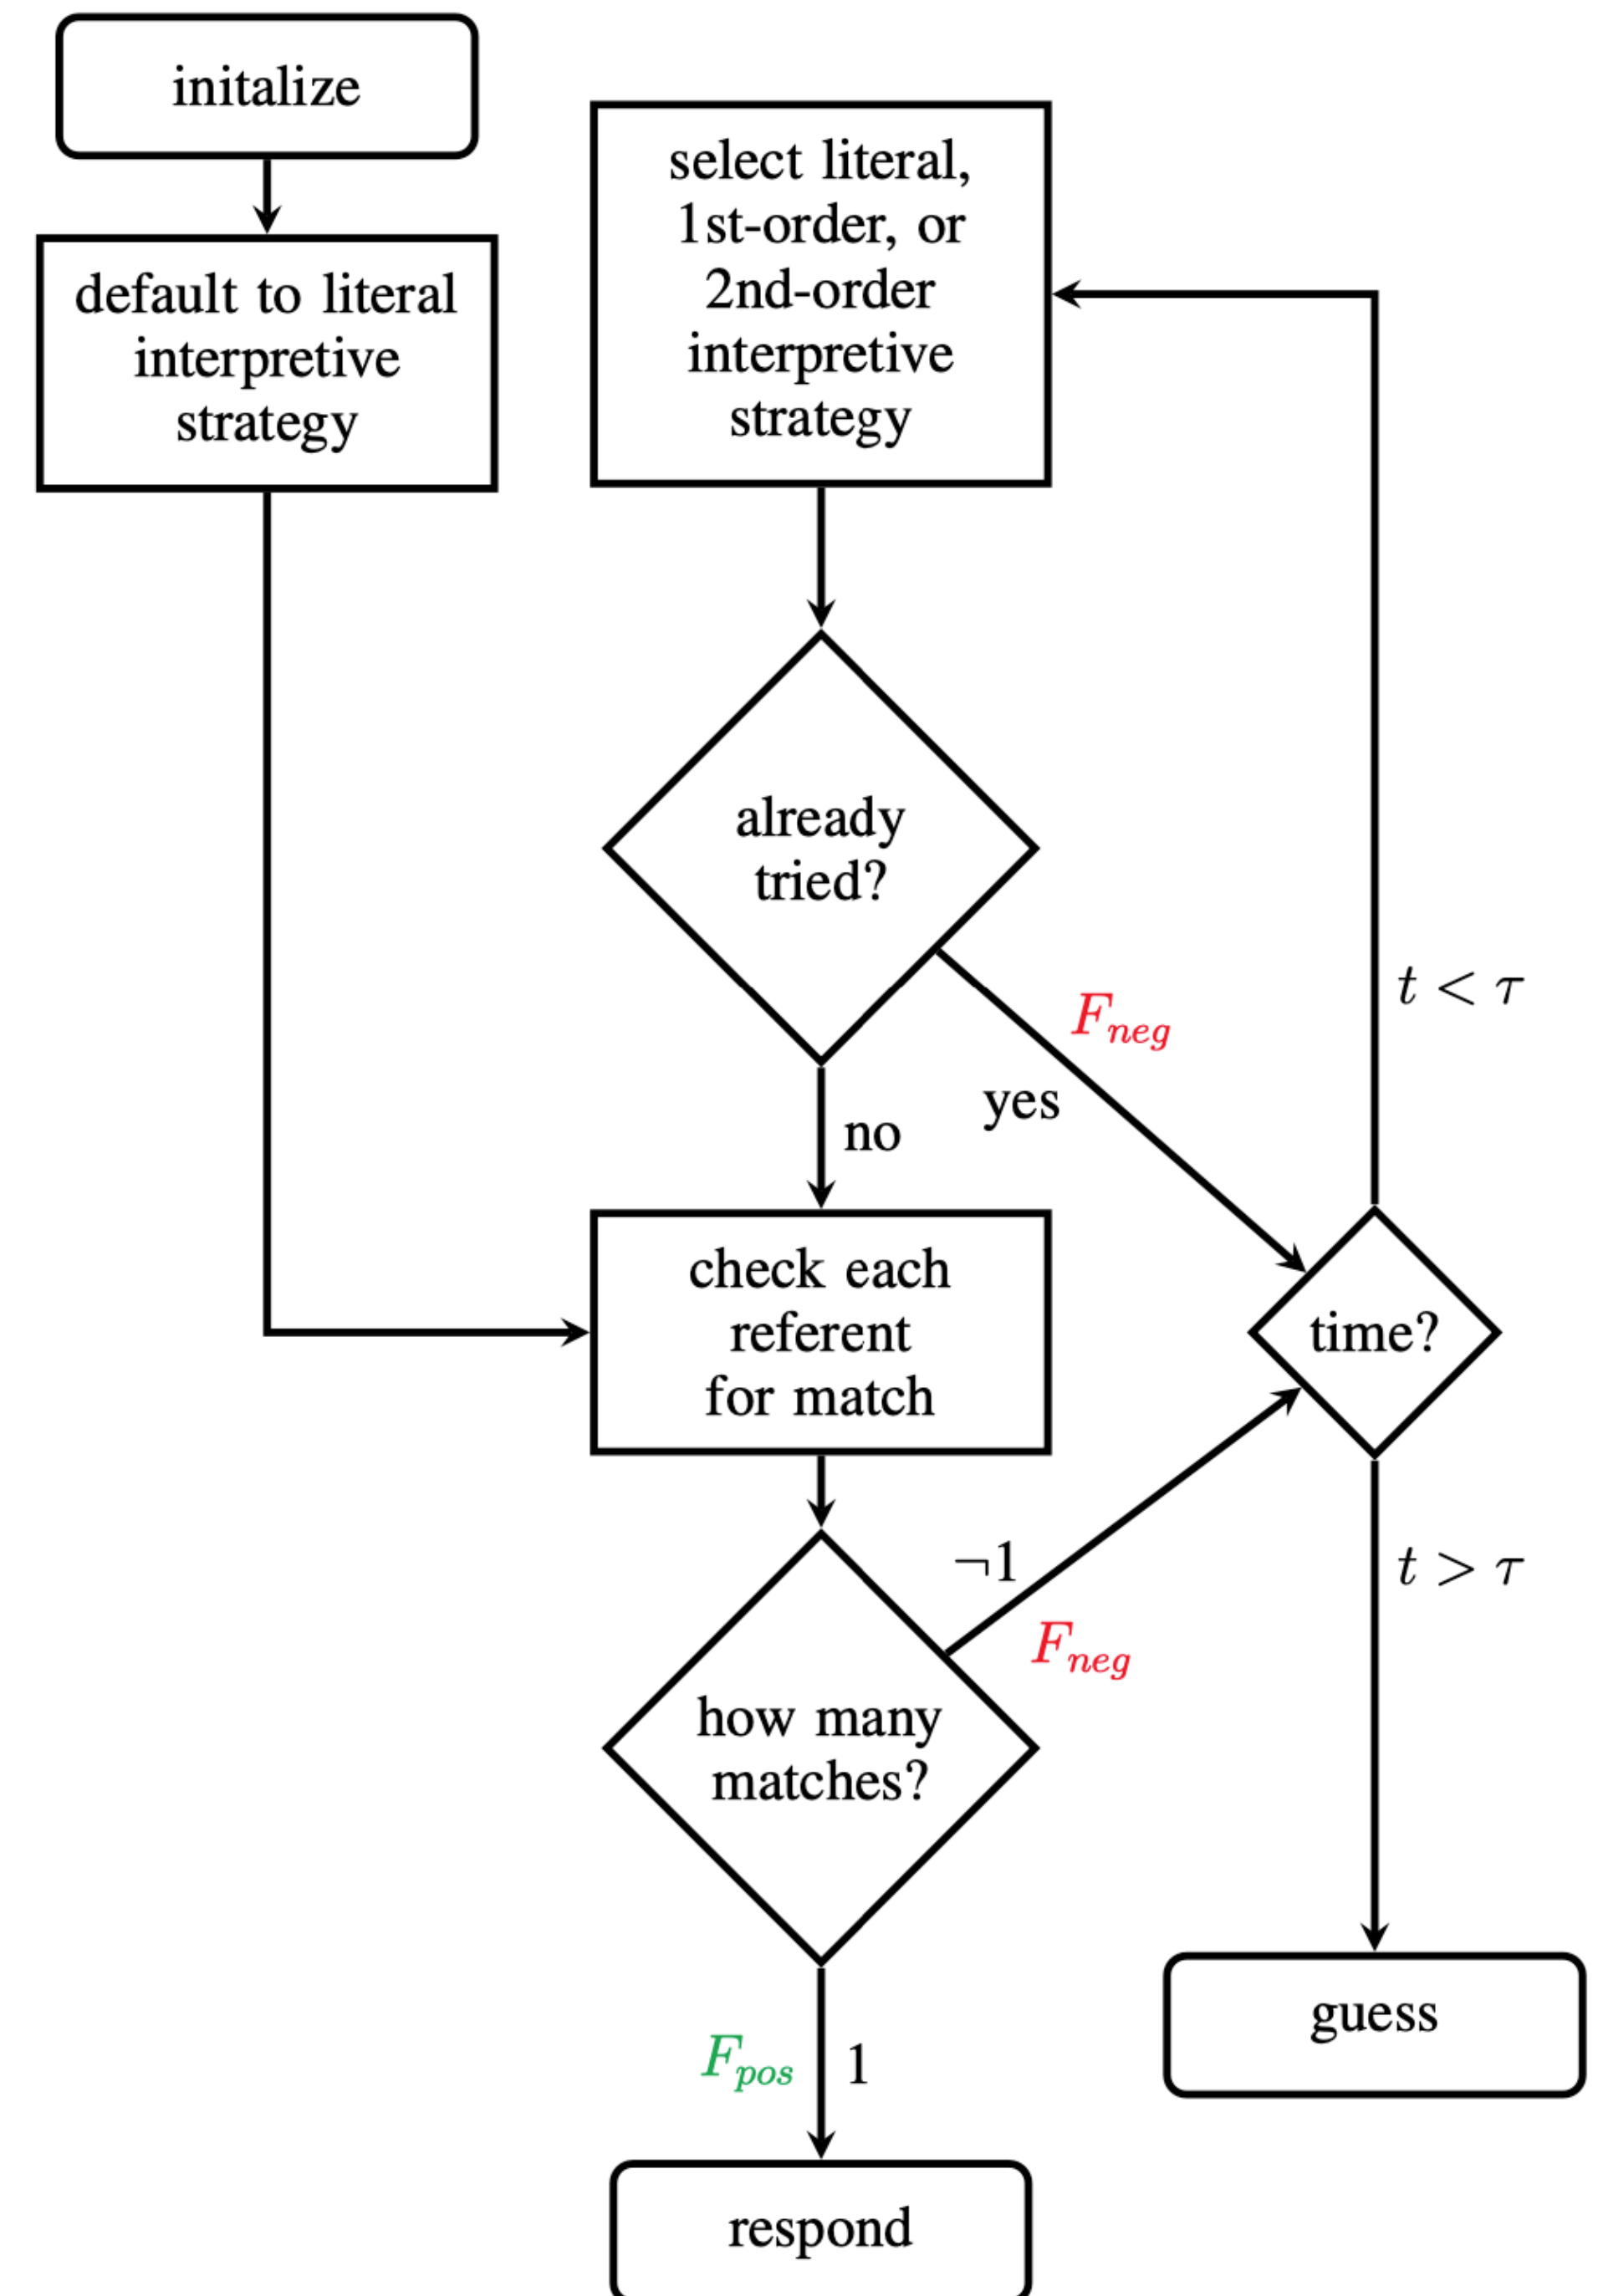 initalize
default to literal
interpretive
strategy
select literal,
1st-order, or
2nd-order
interpretive
strategy
already
tried?
F_neg
yes
no
t < τ
check each
referent
for match
time?
¬1
F_neg
t > τ
how many
matches?
F_pos
1
guess
respond